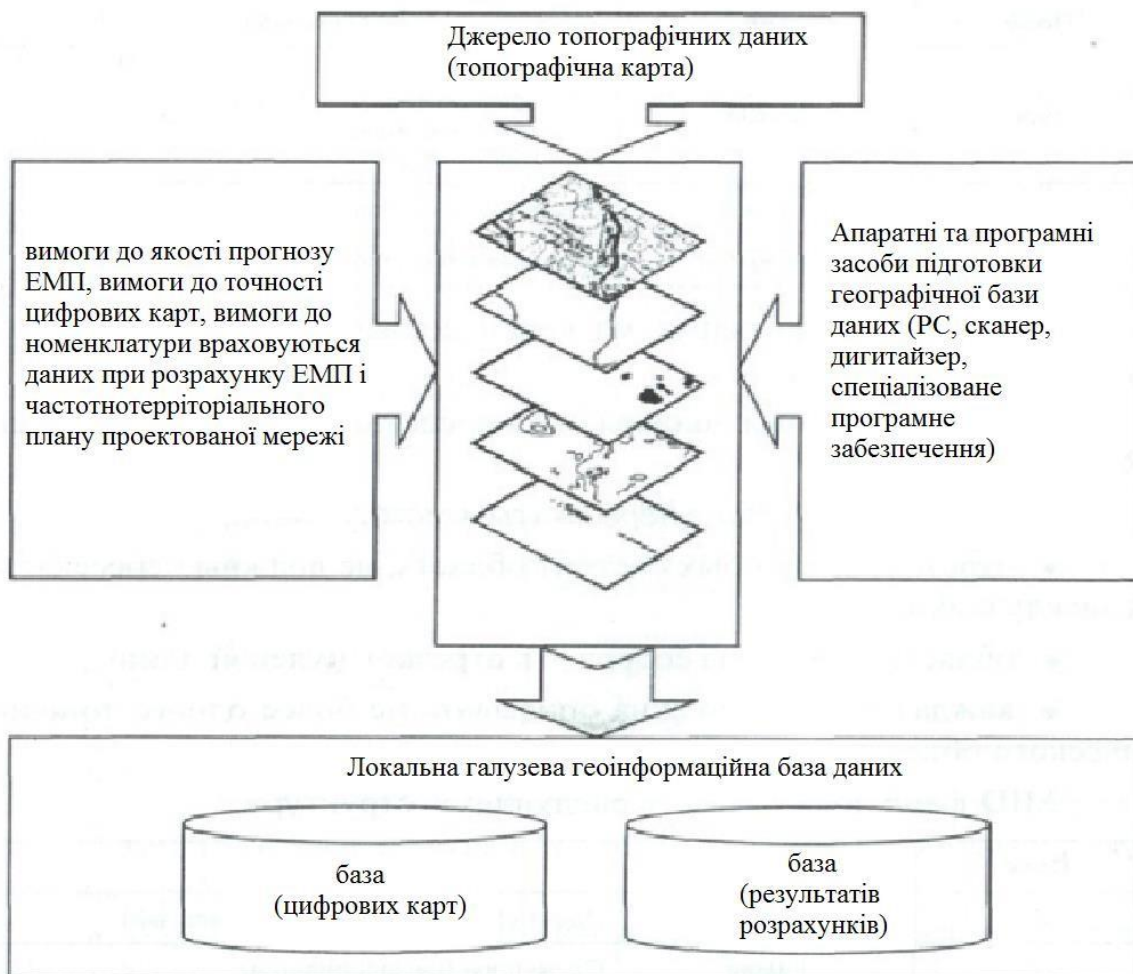 Джерело топографічних даних
(топографічна карта)
вимоги до якості прогнозу
ЕМП, вимоги до точності
цифрових карт, вимоги до
номенклатури враховуються
даних при розрахунку ЕМП і
частотнотерріторіального
плану проектованої мережі
Апаратні та програмні
засоби підготовки
географічної бази
даних (PC, сканер,
дигитайзер,
спеціалізоване
програмне
забезпечення)
Локальна галузева геоінформаційна база даних
база
(цифрових карт)
база
(результатів
розрахунків)